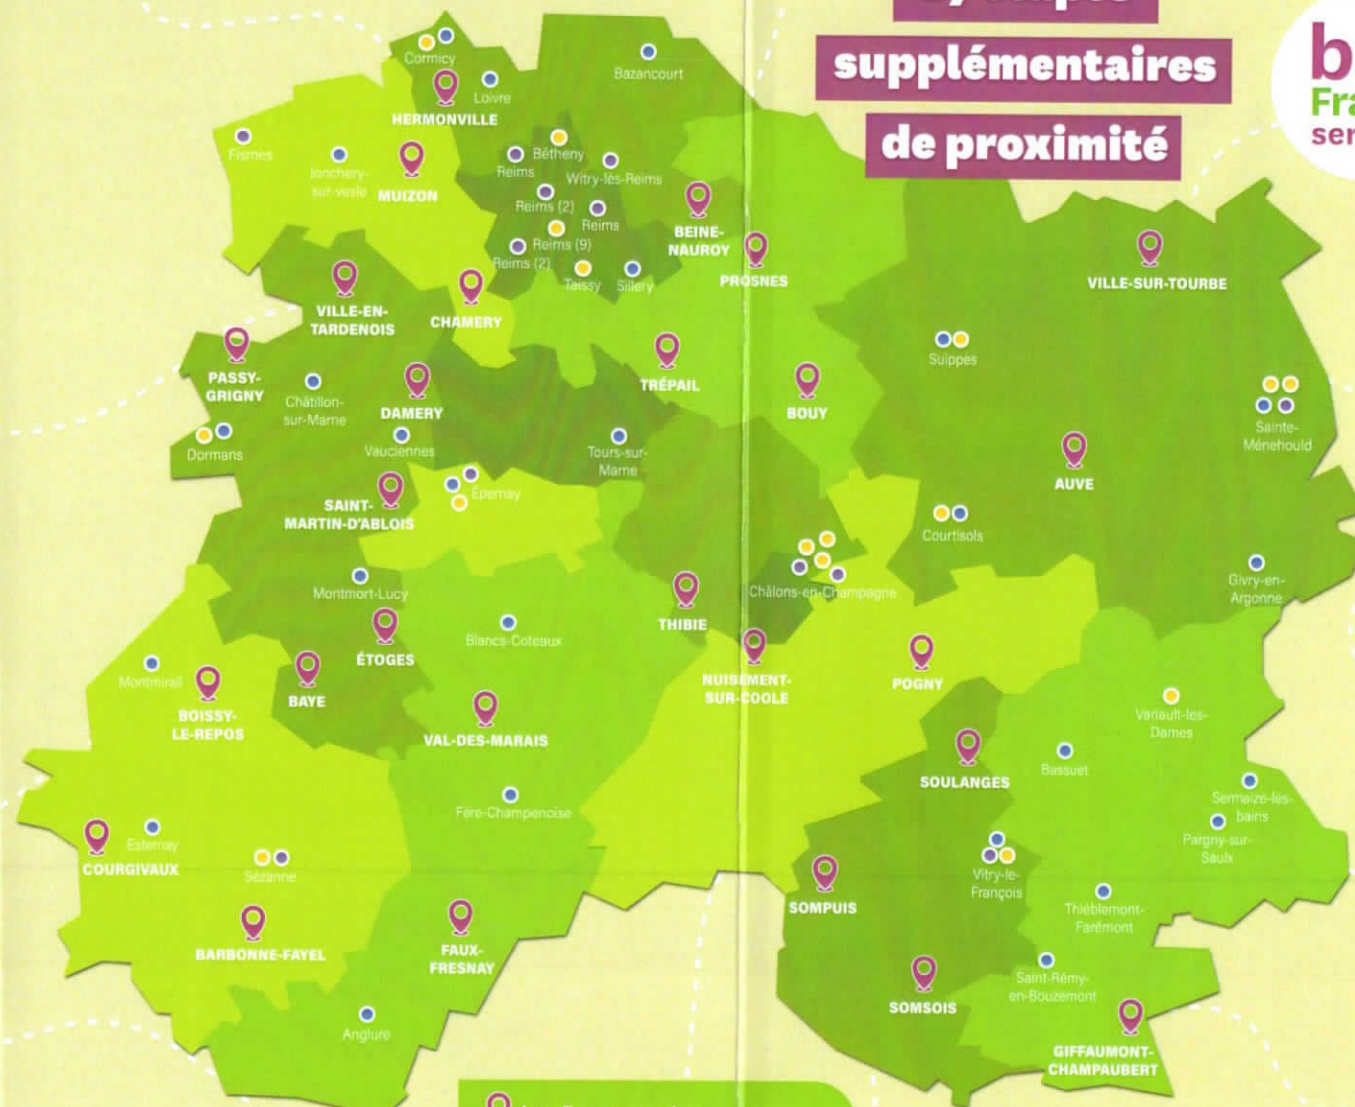 supplémentaires
de proximité
b
Fra
ser
Cormicy
Bazancourt
Loivre
HERMONVILLE
Fismes
Jonchery-
sur-vesle
MUIZON
Bétheny
Reims
Witry-lès-Reims
Reims (2)
Reims
Reims (9)
Reims (2)
Taissy
Sillery
BEINE-
NAUROY
PROSNES
VILLE-SUR-TOURBE
VILLE-EN-
TARDENOIS
CHAMERY
Suippes
PASSY-
GRIGNY
Châtillon-
sur-Marne
DAMERY
TRÉPAIL
BOUY
Sainte-
Ménehould
Dormans
Vauciennes
Tours-sur-
Marne
AUVE
Épernay
SAINT-
MARTIN-D'ABLOIS
Courtisols
Montmort-Lucy
Châlons-en-Champagne
Givry-en-
Argonne
THIBIE
Blancs-Coteaux
ÉTOGES
Montmirail
BAYE
NUISEMENT-
SUR-COOLE
POGNY
BOISSY-
LE-REPOS
VAL-DES-MARAIS
Vanault-les-
Dames
SOULANGES
Bassuet
Sermaize-les-
bains
Fère-Champenoise
Pargny-sur-
Saulx
Esternay
COURGIVAUX
Sézanne
Vitry-le-
François
SOMPUIS
Thiéblemont-
Farémont
BARBONNE-FAYEL
FAUX-
FRESNAY
Saint-Rémy-
en-Bouzemont
SOMSOIS
Anglure
GIFFAUMONT-
CHAMPAUBERT